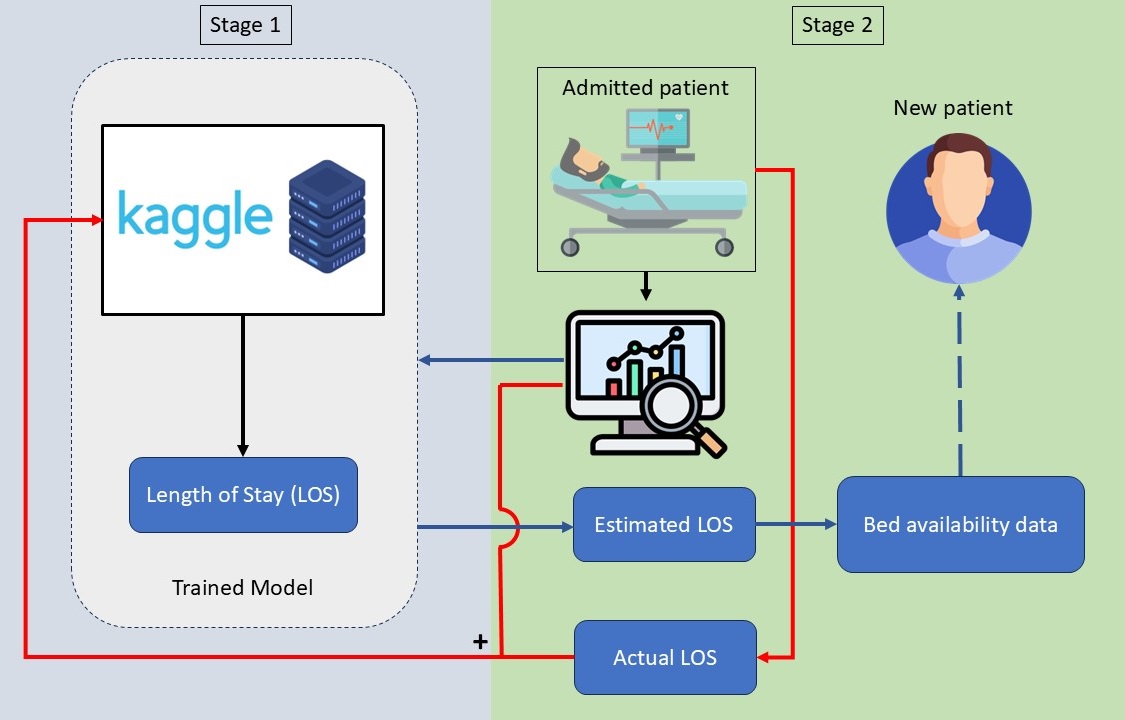 Stage 1
Stage 2
Admitted patient
New patient
kaggle
Length of Stay (LOS)
Estimated LOS
Bed availability data
Trained Model
+
Actual LOS